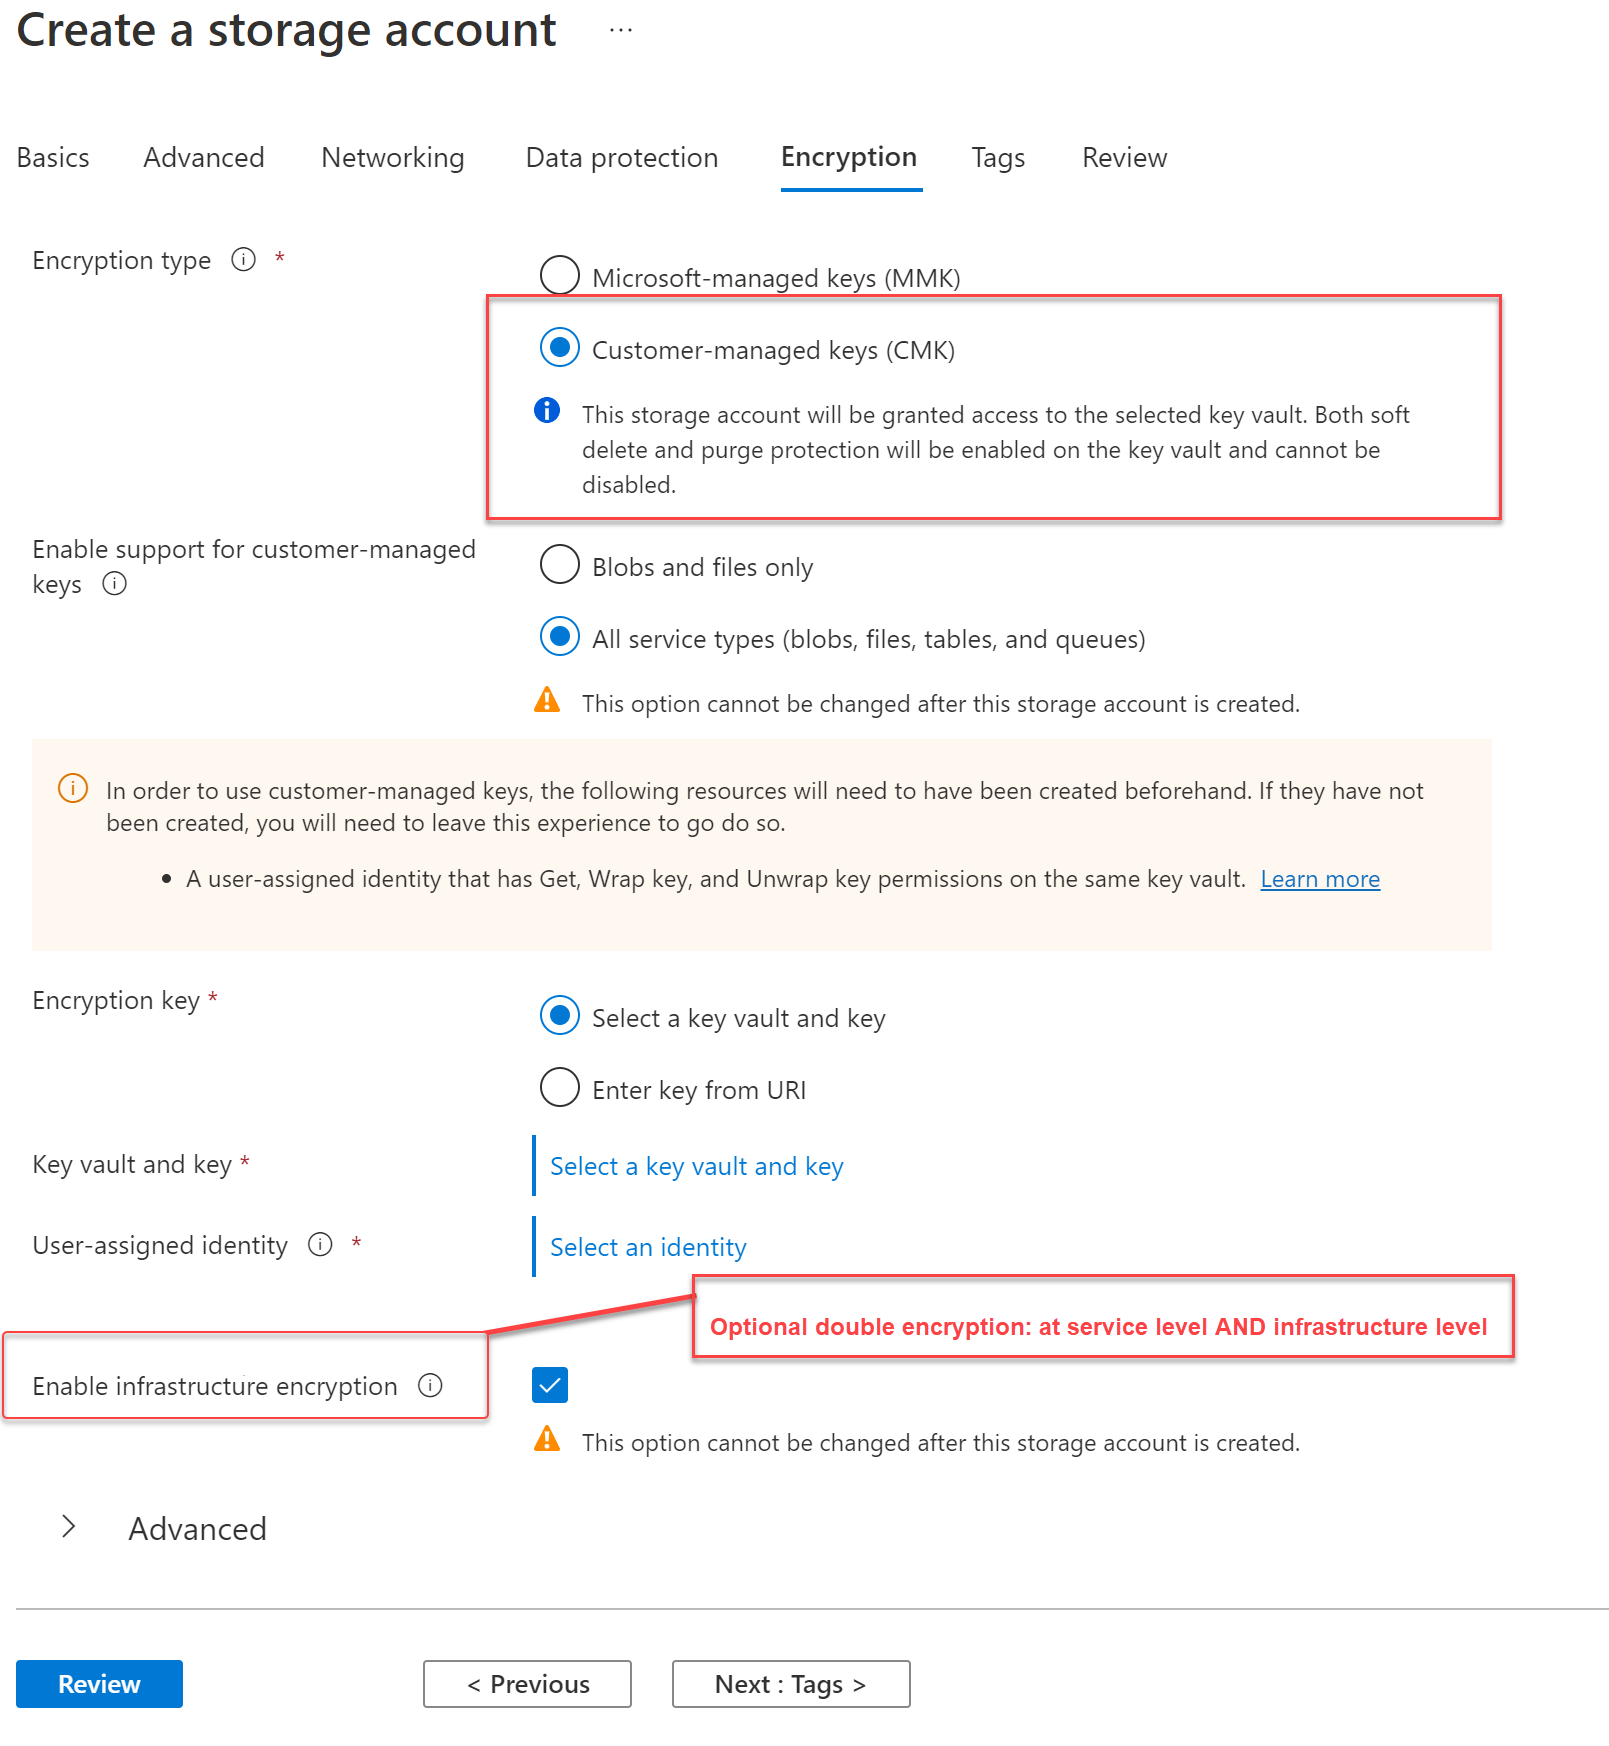 Create a storage account ...
Basics Advanced Networking Data protection Encryption Tags Review
Encryption type *
Microsoft-managed keys (MMK)
Customer-managed keys (CMK)
This storage account will be granted access to the selected key vault. Both soft
delete and purge protection will be enabled on the key vault and cannot be
disabled.
Enable support for customer-managed
keys
Blobs and files only
All service types (blobs, files, tables, and queues)
This option cannot be changed after this storage account is created.
In order to use customer-managed keys, the following resources will need to have been created beforehand. If they have not
been created, you will need to leave this experience to go do so.
• A user-assigned identity that has Get, Wrap key, and Unwrap key permissions on the same key vault. Learn more
Encryption key *
Select a key vault and key
Enter key from URI
Key vault and key *
Select a key vault and key
User-assigned identity *
Select an identity
Optional double encryption: at service level AND infrastructure level
Enable infrastructure encryption
This option cannot be changed after this storage account is created.
Advanced
Review
< Previous
Next : Tags >